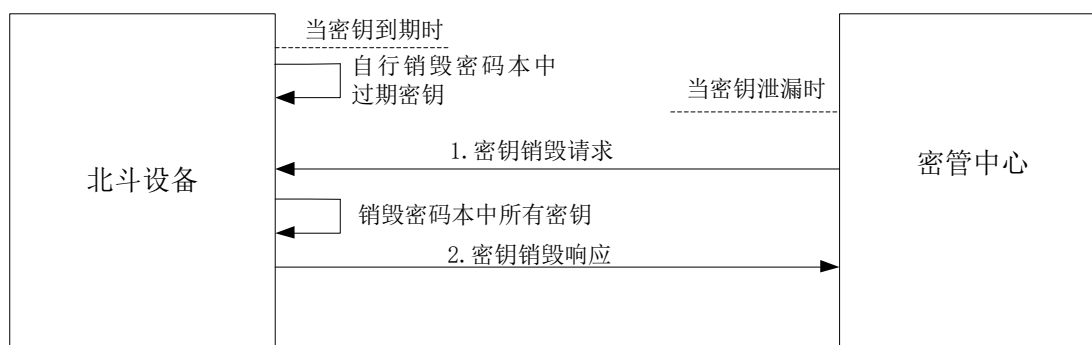 当密钥到期时
自行销毁密码本中
过期密钥
当密钥泄漏时
1.密钥销毁请求
北斗设备
密管中心
销毁密码本中所有密钥
2.密钥销毁响应